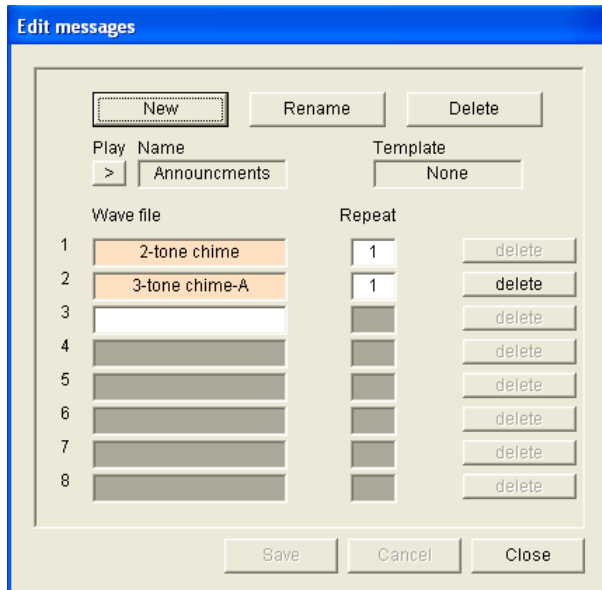 Edit messages
New Rename Delete
Play Name Template
> Announcments None
Wave file Repeat
1 2-tone chime 1 delete
2 3-tone chime-A 1 delete
3 delete
4 delete
5 delete
6 delete
7 delete
8 delete
Save Cancel Close